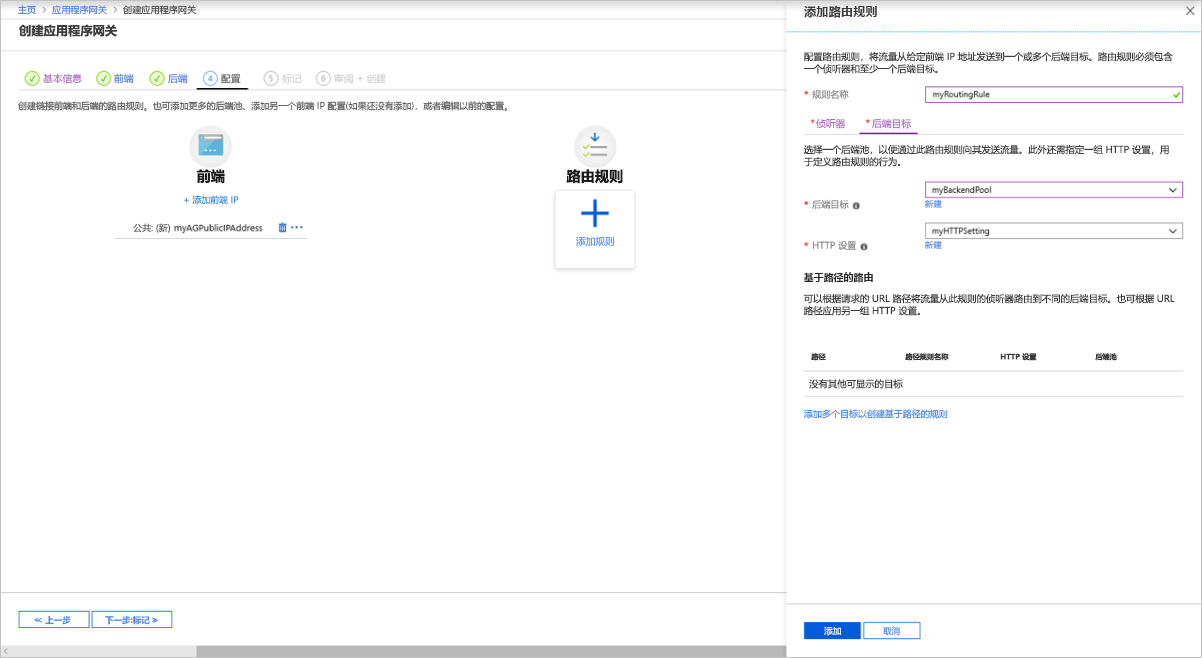 主页 > 应用程序网关 > 创建应用程序网关
创建应用程序网关
基本信息 前端 后端 4 配置 5 标记 6 审阅 + 创建
创建链接前端和后端的路由规则。也可添加更多的后端池、添加另一个前端 IP 配置(如果还没有添加)，或者编辑以前的配置。
前端
+ 添加前端 IP
公共: (新) myAGPublicIPAddress
路由规则
添加规则
<< 上一步
下一步:标记 >>
添加路由规则
配置路由规则，将流量从给定前端 IP 地址发送到一个或多个后端目标。路由规则必须包含
一个侦听器和至少一个后端目标。
* 规则名称
myRoutingRule
*侦听器
* 后端目标
选择一个后端池，以便通过此路由规则向其发送流量。此外还需指定一组 HTTP 设置，用
于定义路由规则的行为。
* 后端目标
myBackendPool
新建
* HTTP 设置
myHTTPSetting
新建
基于路径的路由
可以根据请求的 URL 路径将流量从此规则的侦听器路由到不同的后端目标。也可根据 URL
路径应用另一组 HTTP 设置。
路径 路径规则名称 HTTP 设置 后端池
没有其他可显示的目标
添加多个目标以创建基于路径的规则
添加
取消